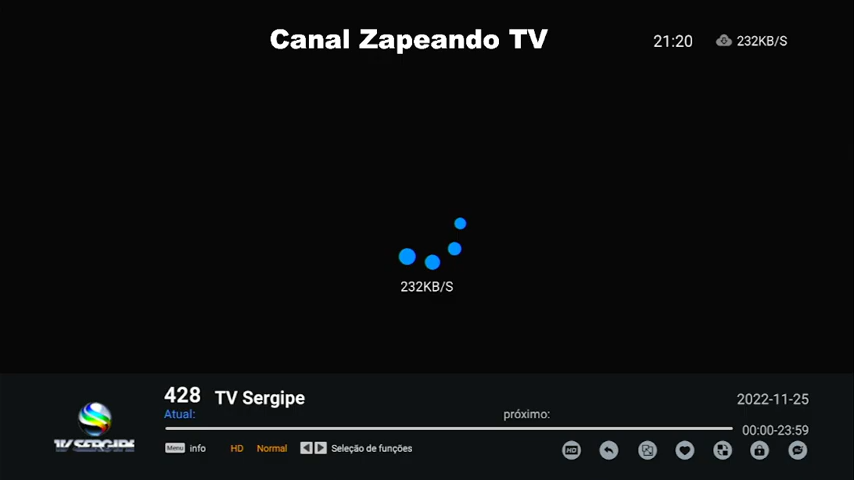 Canal Zapeando TV
21:20
232KB/S
232KB/S
428 TV Sergipe
2022-11-25
Atual:
próximo:
00:00-23:59
TV SERGIPE
Menu info HD Normal Seleção de funções
HD